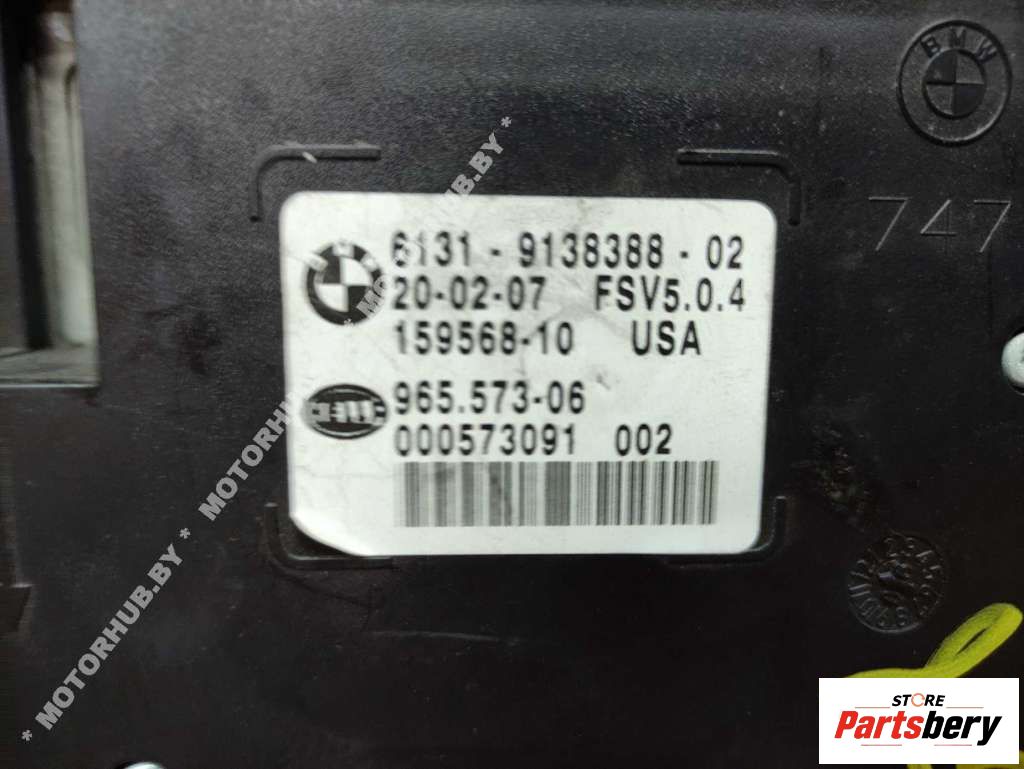 BMW
747
6131 - 9138388 - 02
BMW
20-02-07 FSV5.0.4
159568-10 USA
965.573-06
000573091 002
* MOTORHUB.BY * MOTORHUB.BY * MOTORHUB.BY *
STORE
Partsbery